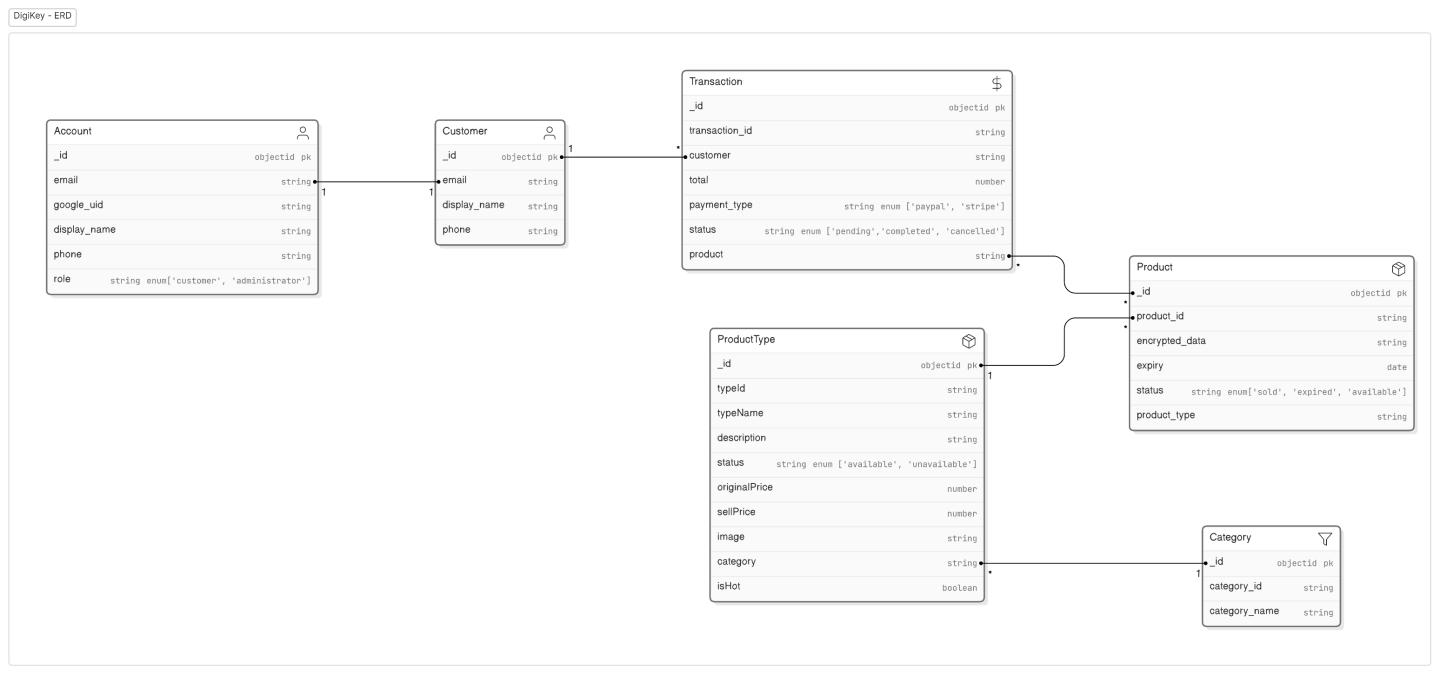 DigiKey - ERD
Account
_id objectid pk
email string
google_uid string
display_name string
phone string
role string enum['customer', 'administrator']
1
1
Customer
_id objectid pk
email string
display_name string
phone string
1
*
Transaction
_id objectid pk
transaction_id string
customer string
total number
payment_type string enum ['paypal', 'stripe']
status string enum ['pending','completed', 'cancelled']
product string
*
*
Product
_id objectid pk
product_id string
encrypted_data string
expiry date
status string enum['sold', 'expired', 'available']
product_type string
*
1
ProductType
_id objectid pk
typeId string
typeName string
description string
status string enum ['available', 'unavailable']
originalPrice number
sellPrice number
image string
category string
isHot boolean
*
1
Category
_id objectid pk
category_id string
category_name string